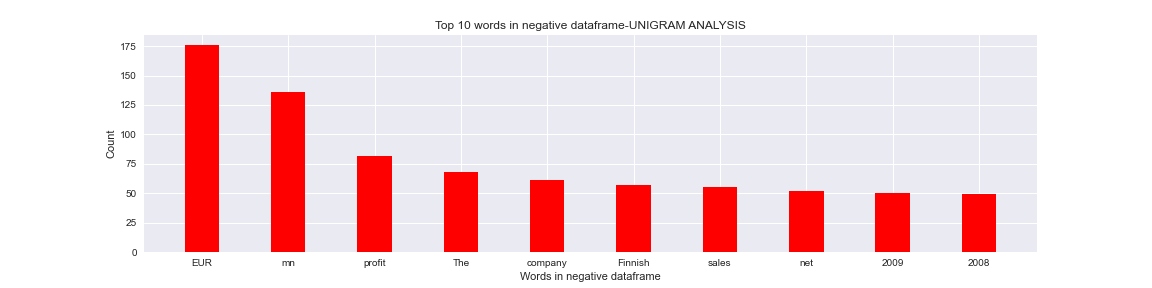 Top 10 words in negative dataframe-UNIGRAM ANALYSIS
175
150
125
100
75
50
25
0
Count
EUR mn profit The company Finnish sales net 2009 2008
Words in negative dataframe